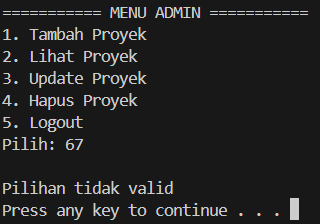 =========== MENU ADMIN ===========
1. Tambah Proyek
2. Lihat Proyek
3. Update Proyek
4. Hapus Proyek
5. Logout
Pilih: 67

Pilihan tidak valid
Press any key to continue . . .